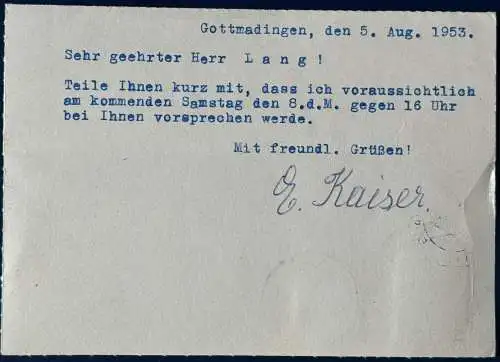 Gottmadingen, den 5. Aug. 1953.
Sehr geehrter Herr L a n g !
Teile Ihnen kurz mit, dass ich voraussichtlich
am kommenden Samstag den 8.d.M. gegen 16 Uhr
bei Ihnen vorsprechen werde.
Mit freundl. Grüßen!
E. Kaiser.